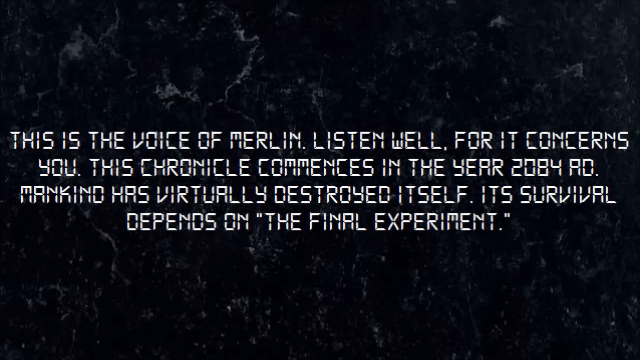 THIS IS THE VOICE OF MERLIN. LISTEN WELL, FOR IT CONCERNS
YOU. THIS CHRONICLE COMMENCES IN THE YEAR 2084 AD.
MANKIND HAS VIRTUALLY DESTROYED ITSELF. ITS SURVIVAL
DEPENDS ON "THE FINAL EXPERIMENT."